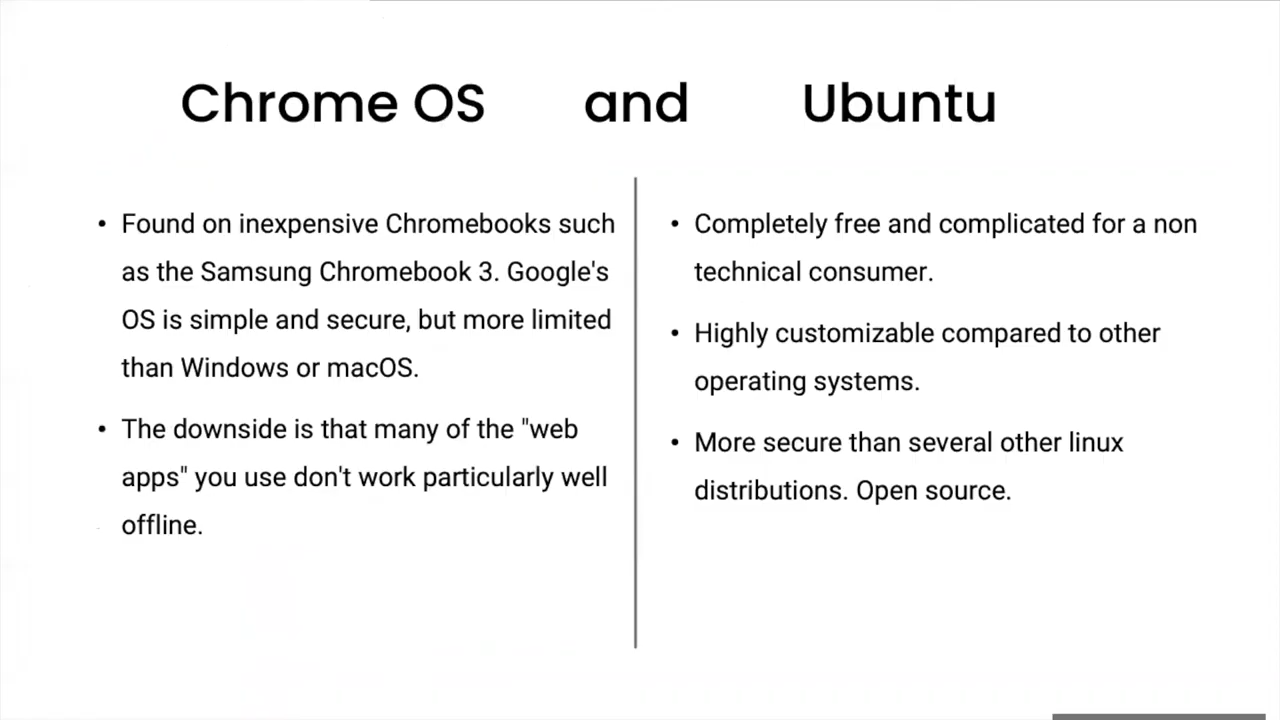 Chrome OS and Ubuntu
• Found on inexpensive Chromebooks such
as the Samsung Chromebook 3. Google's
OS is simple and secure, but more limited
than Windows or macOS.
• The downside is that many of the "web
apps" you use don't work particularly well
offline.
• Completely free and complicated for a non
technical consumer.
• Highly customizable compared to other
operating systems.
• More secure than several other linux
distributions. Open source.